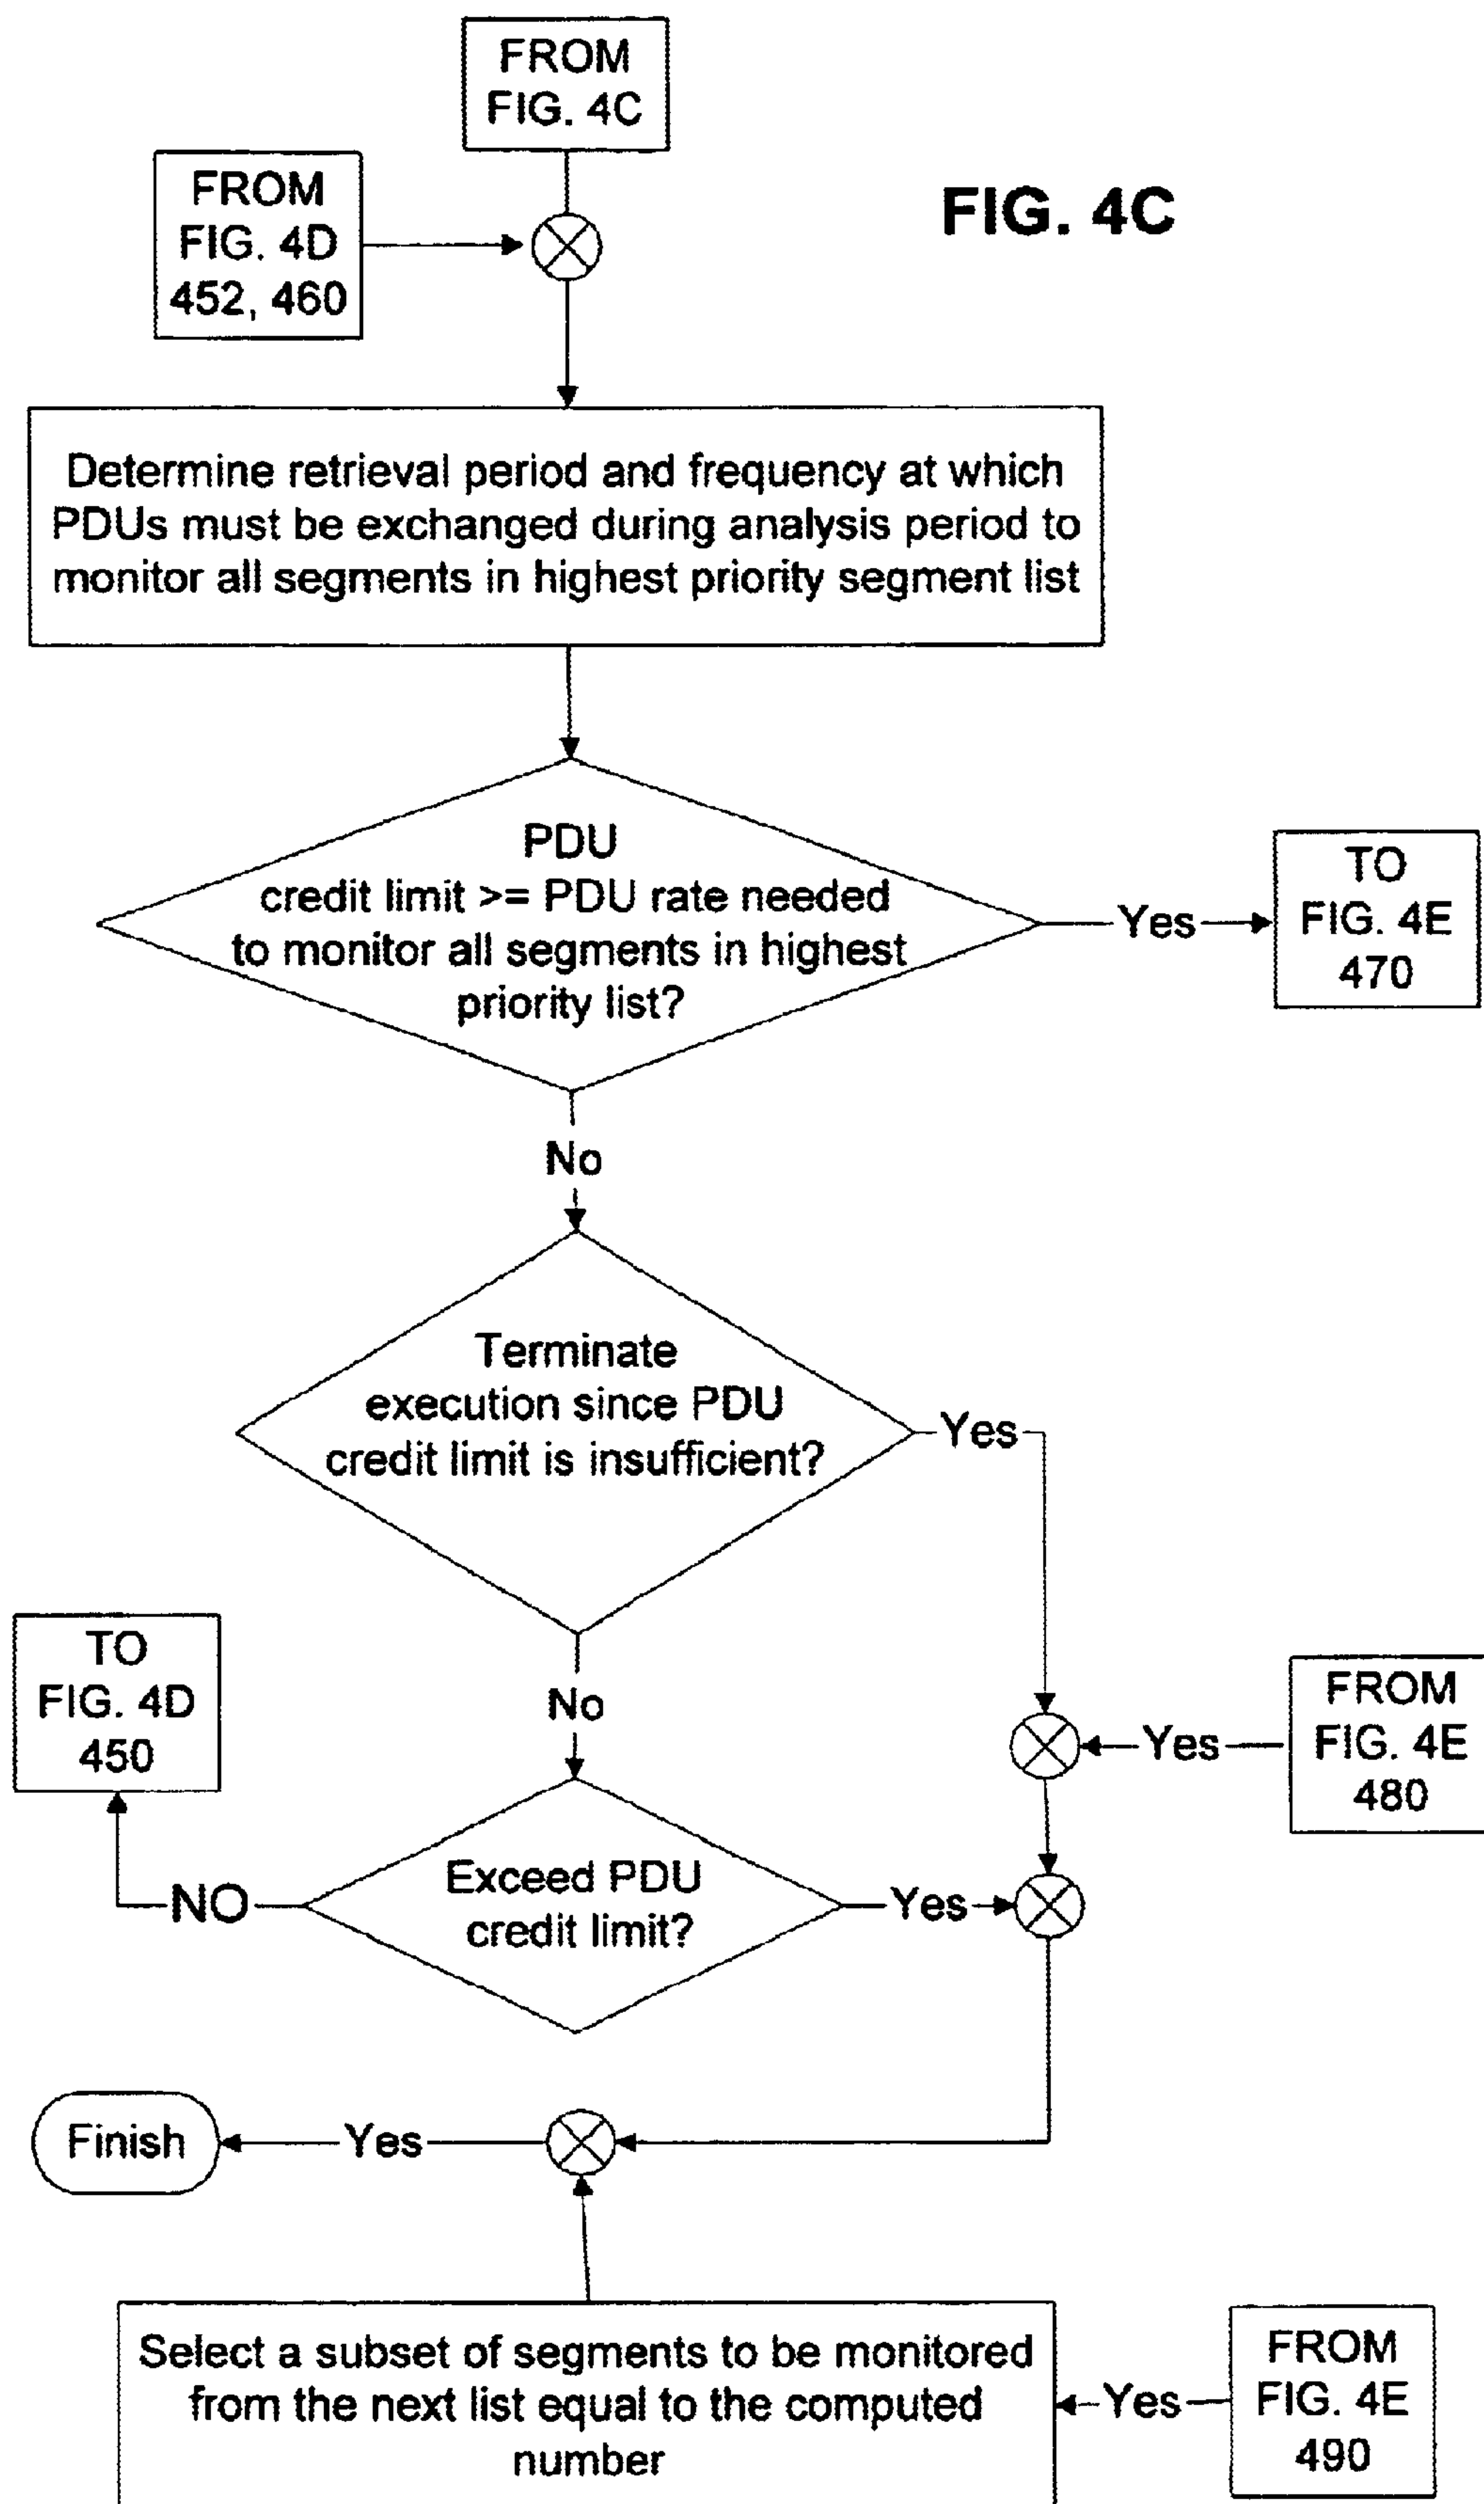 FROM
FIG. 4C
FROM
FIG. 4D
452, 460
FIG. 4C
Determine retrieval period and frequency at which
PDUs must be exchanged during analysis period to
monitor all segments in highest priority segment list
PDU
credit limit >= PDU rate needed
to monitor all segments in highest
priority list?
Yes
TO
FIG. 4E
470
No
Terminate
execution since PDU
credit limit is insufficient?
Yes
TO
FIG. 4D
450
No
Yes
FROM
FIG. 4E
480
NO
Exceed PDU
credit limit?
Yes
Finish
Yes
Select a subset of segments to be monitored
from the next list equal to the computed
number
Yes
FROM
FIG. 4E
490